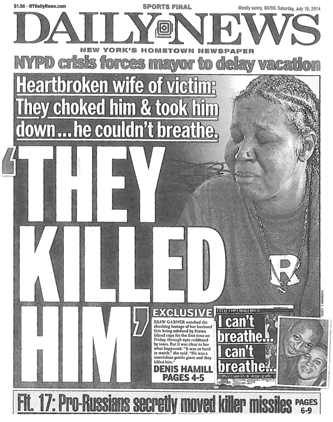 $1.50 · NYDailyNews.com
SPORTS FINAL
Mostly sunny, 80/66. Saturday, July 19, 2014
DAILY NEWS
NEW YORK'S HOMETOWN NEWSPAPER
NYPD crisis forces mayor to delay vacation
Heartbroken wife of victim:
They choked him & took him
down ... he couldn't breathe.
'THEY
KILLED
HIM'
EXCLUSIVE
ESAW GARNER watched the
shocking footage of her husband
Eric being subdued by Staten
Island cops for the first time on
Friday, through eyes reddened
by tears. But it was clear to her
what happened. "It was so hard
to watch," she said. "He was a
nonviolent gentle giant and they
killed him."
DENIS HAMILL
PAGES 4-5
R
I can't
breathe...
I can't
breathe...
Flt. 17: Pro-Russians secretly moved killer missiles PAGES
6-9